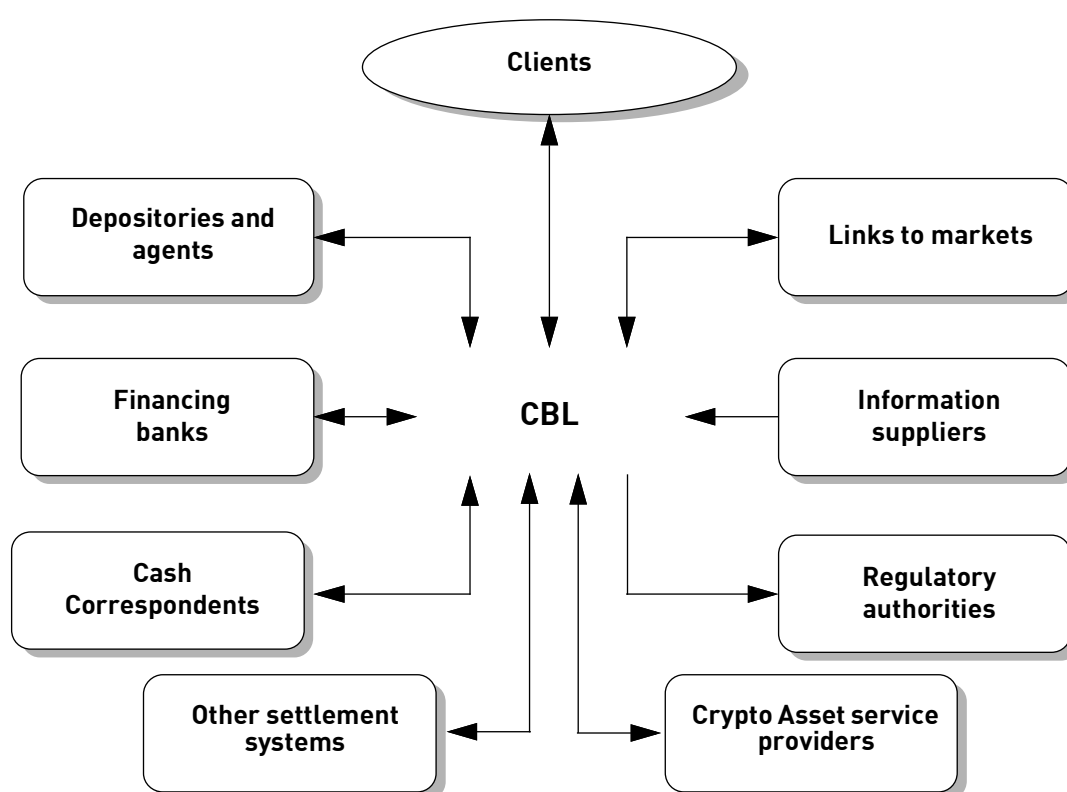 Clients
Depositories and
agents
Links to markets
Financing
banks
CBL
Information
suppliers
Cash
Correspondents
Regulatory
authorities
Other settlement
systems
Crypto Asset service
providers